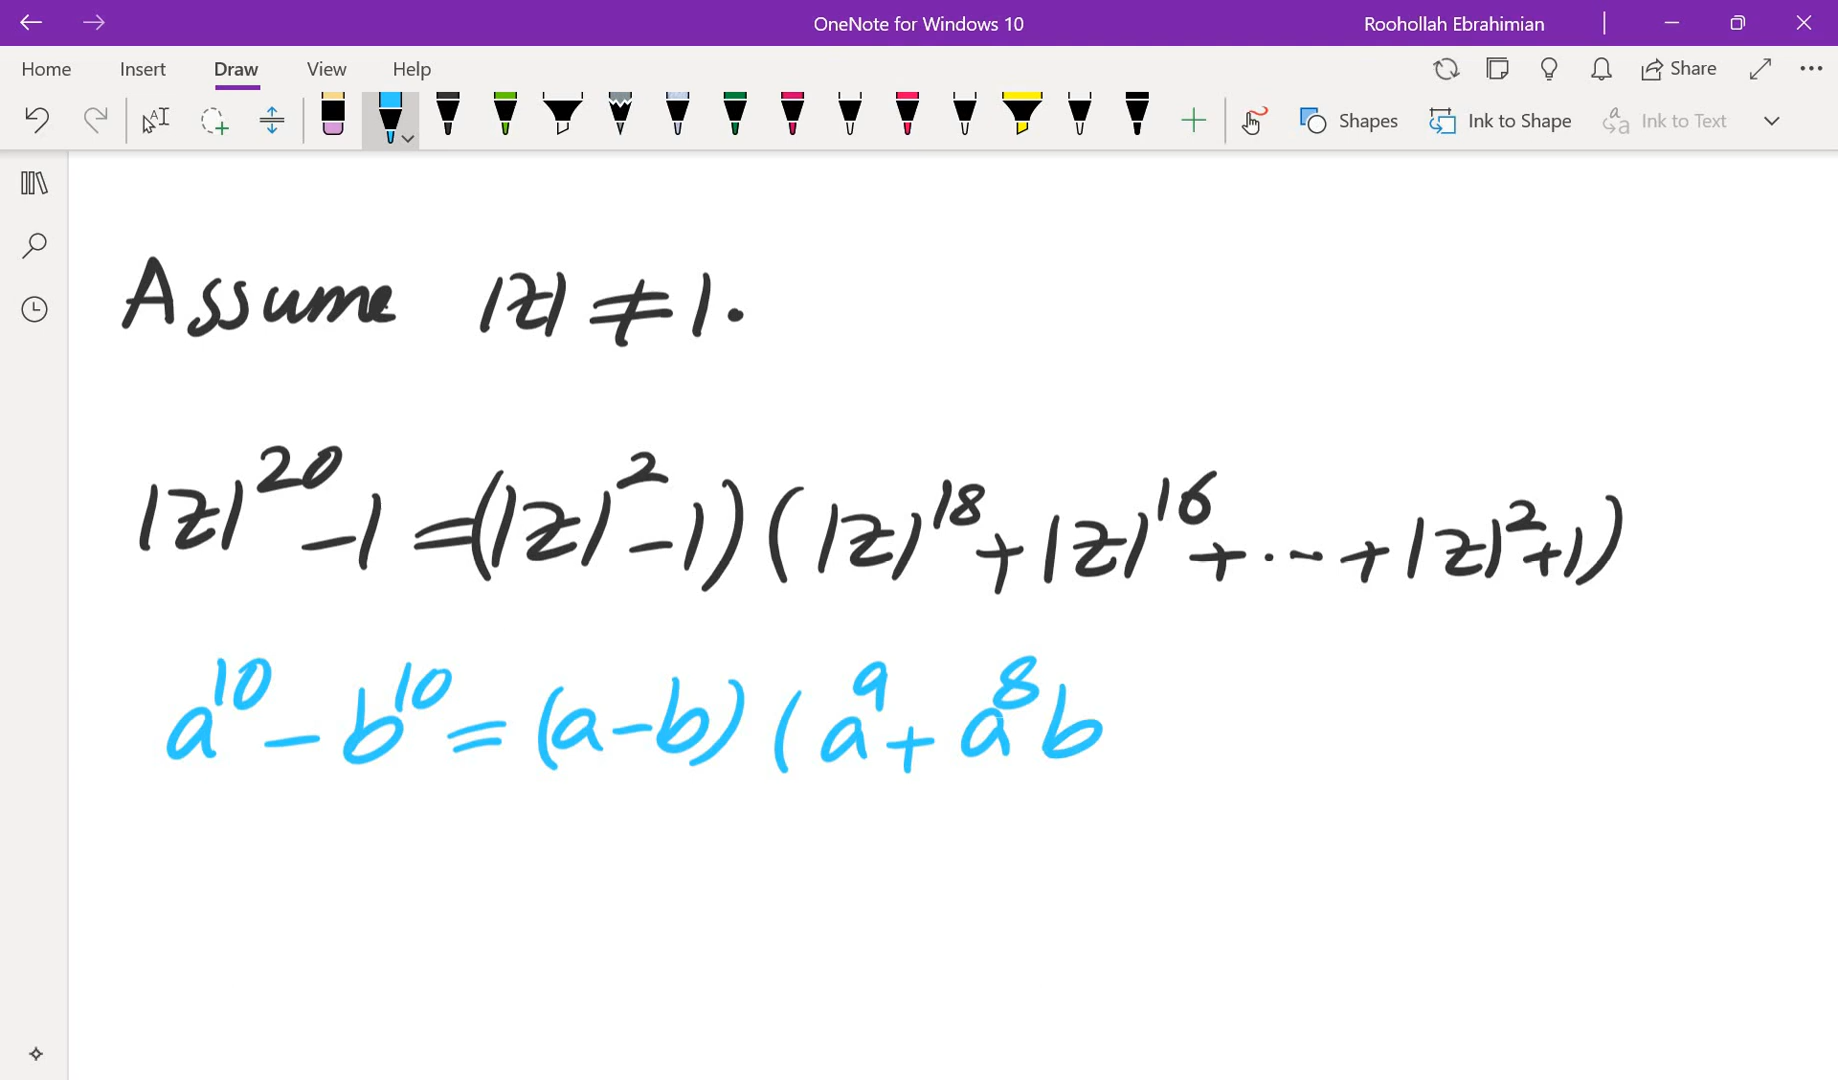 OneNote for Windows 10
Roohollah Ebrahimian
Home Insert Draw View Help
Share
Shapes Ink to Shape Ink to Text
Assume |z| ≠ 1.
|z|^20 - 1 = (|z|^2 - 1)(|z|^18 + |z|^16 + ... + |z|^2 + 1)
a^10 - b^10 = (a - b)(a^9 + a^8 b